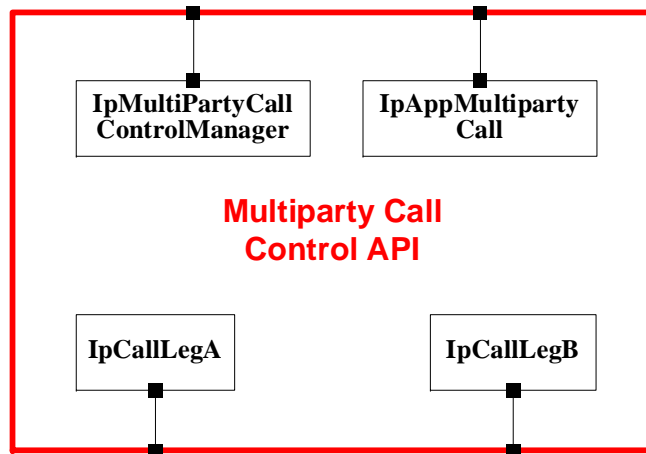 IpMultiPartyCall
ControlManager
IpAppMultiparty
Call
Multiparty Call
Control API
IpCallLegA
IpCallLegB